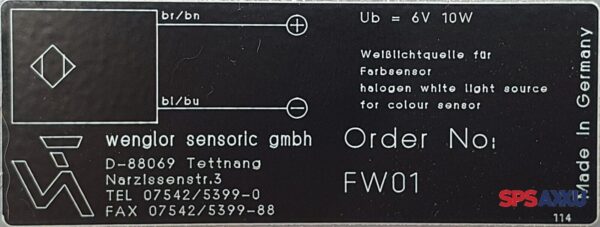 br/bn
+
bl/bu
−
Ub = 6V 10W
Weißlichtquelle für
Farbsensor
halogen white light source
for colour sensor
wenglor sensoric gmbh
D-88069 Tettnang
Narzissenstr.3
TEL 07542/5399-0
FAX 07542/5399-88
Order No:
FW01
Made In Germany
SPSAXXU
114